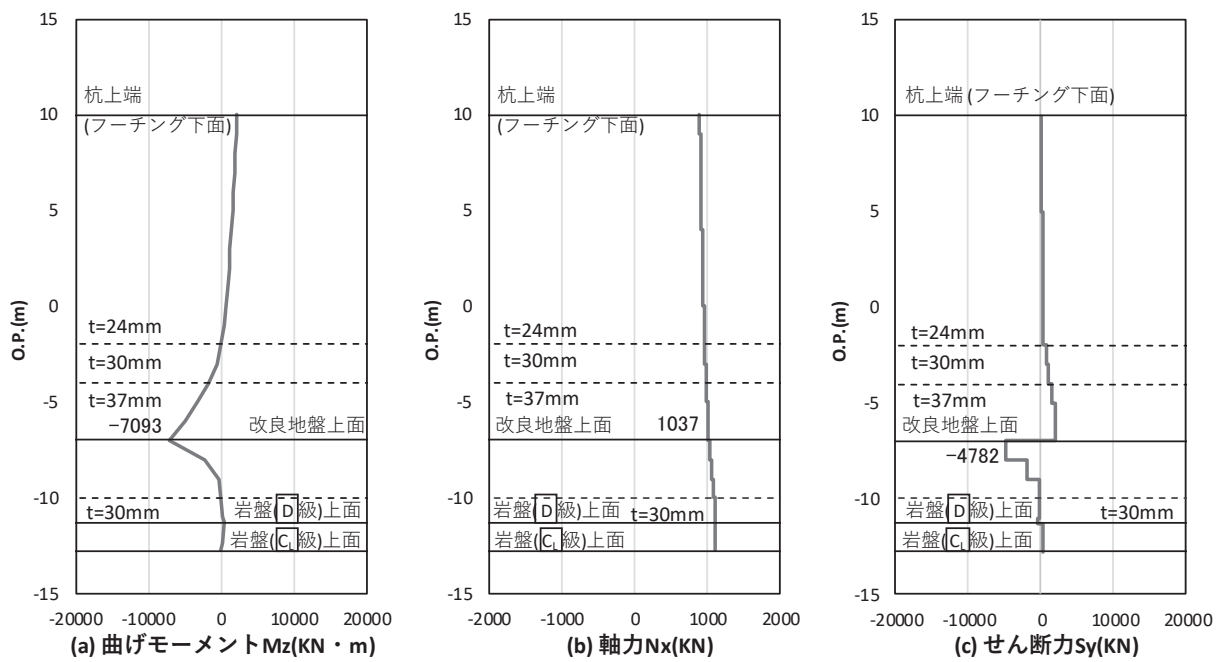 15
10
5
0
-5
-10
-15
O.P.(m)
杭上端
(フーチング下面)
t=24mm
t=30mm
t=37mm
-7093
改良地盤上面
t=30mm
岩盤(D級)上面
岩盤(CL級)上面
-20000 -10000 0 10000 20000
(a) 曲げモーメントMz(KN・m)
15
10
5
0
-5
-10
-15
O.P.(m)
杭上端
(フーチング下面)
t=24mm
t=30mm
t=37mm
改良地盤上面
1037
岩盤(D級)上面
t=30mm
岩盤(CL級)上面
-2000 -1000 0 1000 2000
(b) 軸力Nx(KN)
15
10
5
0
-5
-10
-15
O.P.(m)
杭上端 (フーチング下面)
t=24mm
t=30mm
t=37mm
改良地盤上面
-4782
岩盤(D級)上面
t=30mm
岩盤(CL級)上面
-20000 -10000 0 10000 20000
(c) せん断力Sy(KN)